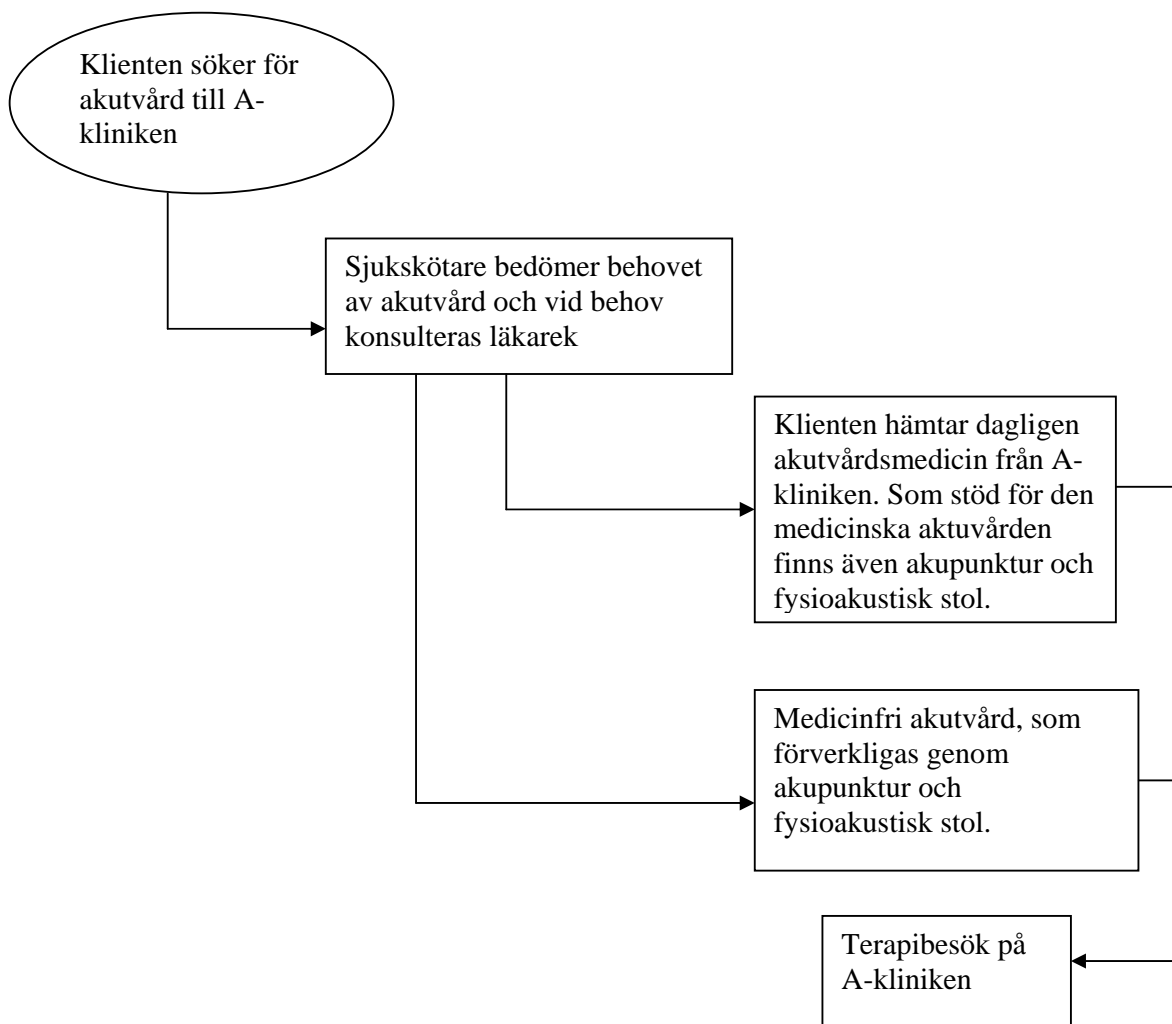 Klienten söker för
akutvård till A-
kliniken
Sjukskötare bedömer behovet
av akutvård och vid behov
konsulteras läkarek
Klienten hämtar dagligen
akutvårdsmedicin från A-
kliniken. Som stöd för den
medicinska aktuvården
finns även akupunktur och
fysioakustisk stol.
Medicinfri akutvård, som
förverkligas genom
akupunktur och
fysioakustisk stol.
Terapibesök på
A-kliniken